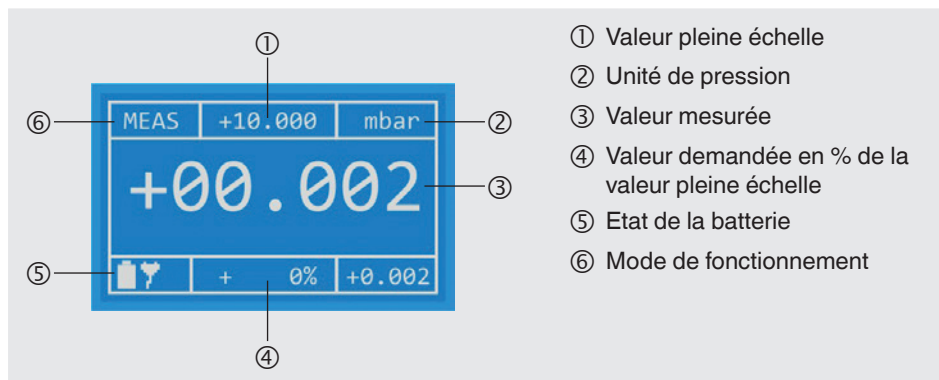 ①
⑥ MEAS +10.000 mbar ②
+00.002 ③
⑤ + 0% +0.002
④
① Valeur pleine échelle
② Unité de pression
③ Valeur mesurée
④ Valeur demandée en % de la
valeur pleine échelle
⑤ Etat de la batterie
⑥ Mode de fonctionnement